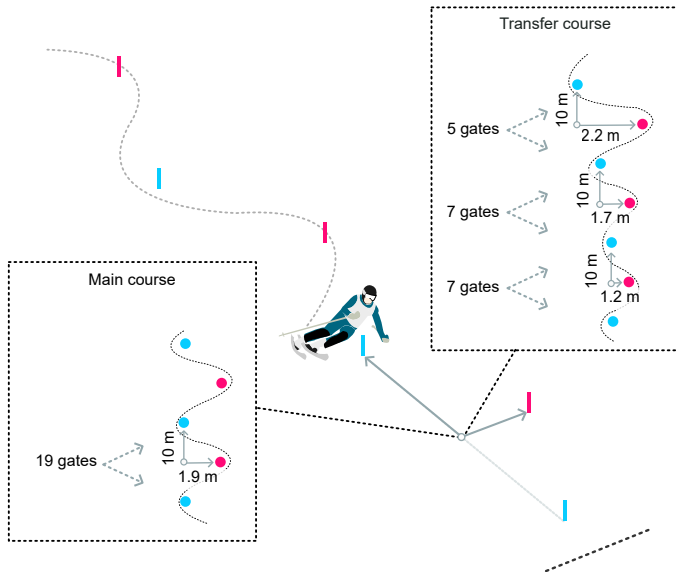 Transfer course
10 m
5 gates
2.2 m
10 m
7 gates
1.7 m
10 m
7 gates
1.2 m
Main course
10 m
19 gates
1.9 m